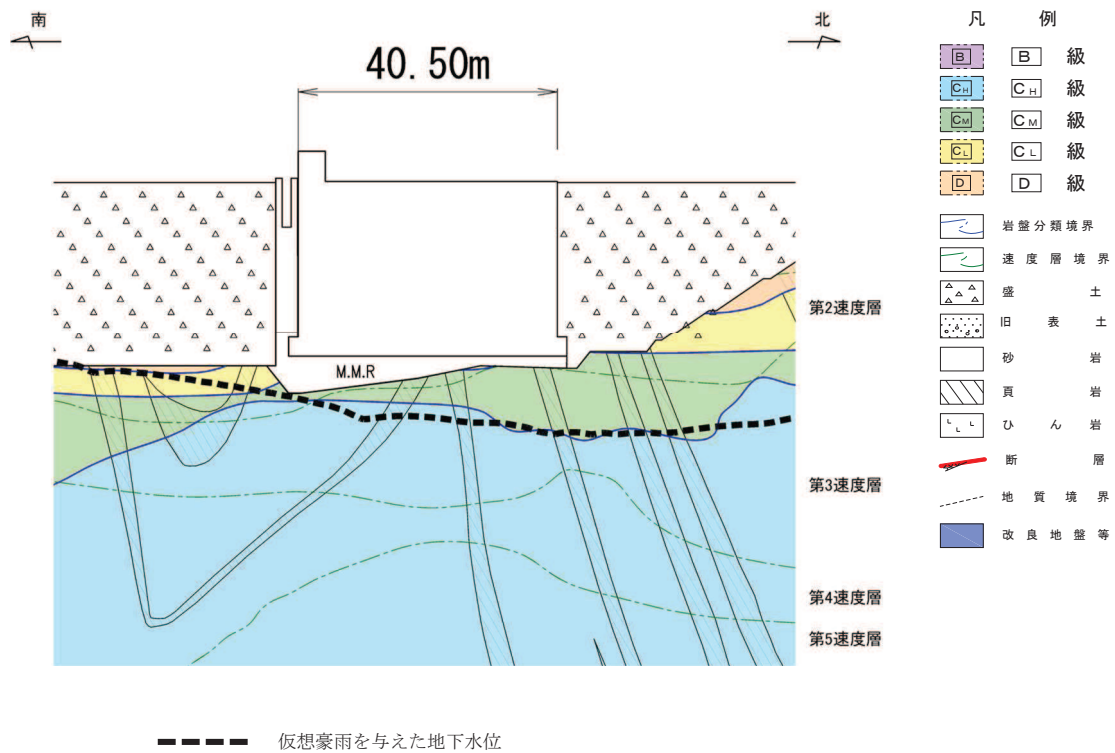 南
北
40.50m
M.M.R
第2速度層
第3速度層
第4速度層
第5速度層
仮想豪雨を与えた地下水位
凡 例
B B 級
CH CH 級
CM CM 級
CL CL 級
D D 級
岩盤分類境界
速度層境界
盛土
旧表土
砂岩
頁岩
ひん岩
断層
地質境界
改良地盤等